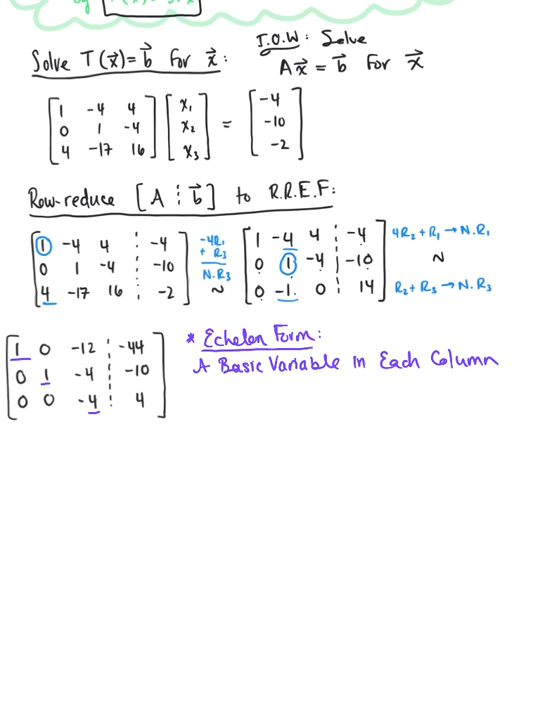 Solve T(x⃗)=b⃗ for x⃗:
I.O.W: Solve
Ax⃗ = b⃗ for x⃗
[1 -4 4; 0 1 -4; 4 -17 16] [x₁; x₂; x₃] = [-4; -10; -2]
Row-reduce [A ⋮ b⃗] to R.R.E.F:
[1 -4 4 ⋮ -4; 0 1 -4 ⋮ -10; 4 -17 16 ⋮ -2]
-4R₁
+ R₃
N.R₃
~
[1 -4 4 ⋮ -4; 0 1 -4 ⋮ -10; 0 -1 0 ⋮ 14]
4R₂+R₁→N.R₁
~
R₂+R₃→N.R₃
[1 0 -12 ⋮ -44; 0 1 -4 ⋮ -10; 0 0 -4 ⋮ 4]
* Echelon Form:
A Basic Variable in Each Column